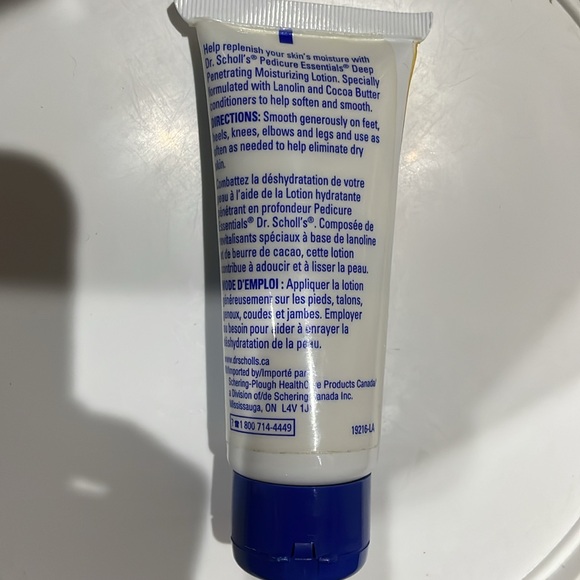 Help replenish your skin's moisture with
Dr. Scholl's® Pedicure Essentials® Deep
Penetrating Moisturizing Lotion. Specially
formulated with Lanolin and Cocoa Butter
conditioners to help soften and smooth.
DIRECTIONS: Smooth generously on feet,
heels, knees, elbows and legs and use as
often as needed to help eliminate dry
skin.
Combattez la déshydratation de votre
peau à l'aide de la Lotion hydratante
pénétrant en profondeur Pedicure
Essentials® Dr. Scholl's®. Composée de
revitalisants spéciaux à base de lanoline
et de beurre de cacao, cette lotion
contribue à adoucir et à lisser la peau.
MODE D'EMPLOI : Appliquer la lotion
généreusement sur les pieds, talons,
genoux, coudes et jambes. Employer
au besoin pour aider à enrayer la
déshydratation de la peau.
www.drscholls.ca
Imported by/Importé par
Schering-Plough HealthCare Products Canada
a Division of/de Schering Canada Inc.
Mississauga, ON L4V
☎1 800 714-4449
19216-LA